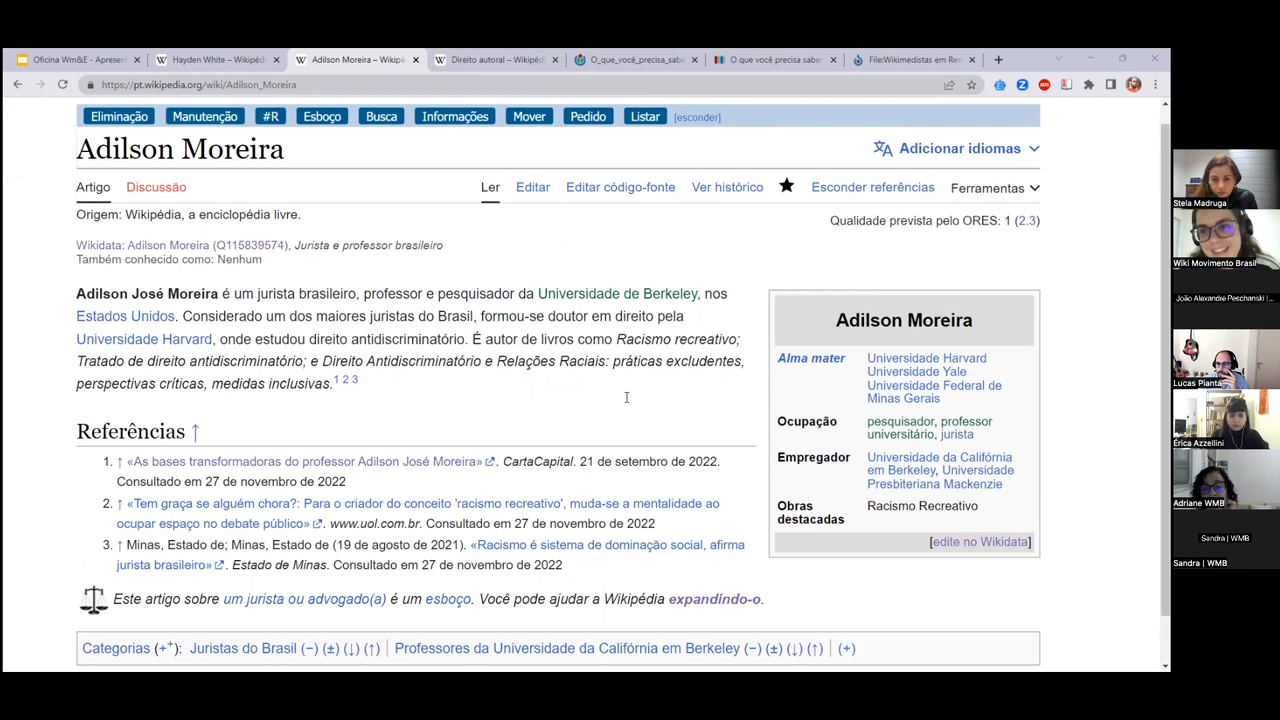 Oficina Wm&E - Apresen
Hayden White – Wikipéd
Adilson Moreira – Wikipé
Direito autoral – Wikipédi
O_que_você_precisa_sabe
O que você precisa saber
File:Wikimedistas em Res
https://pt.wikipedia.org/wiki/Adilson_Moreira
Eliminação Manutenção #R Esboço Busca Informações Mover Pedido Listar [esconder]
Adilson Moreira
Adicionar idiomas
Artigo Discussão Ler Editar Editar código-fonte Ver histórico Esconder referências Ferramentas
Origem: Wikipédia, a enciclopédia livre.
Qualidade prevista pelo ORES: 1 (2.3)
Wikidata: Adilson Moreira (Q115839574), Jurista e professor brasileiro
Também conhecido como: Nenhum
Adilson José Moreira é um jurista brasileiro, professor e pesquisador da Universidade de Berkeley, nos
Estados Unidos. Considerado um dos maiores juristas do Brasil, formou-se doutor em direito pela
Universidade Harvard, onde estudou direito antidiscriminatório. É autor de livros como Racismo recreativo;
Tratado de direito antidiscriminatório; e Direito Antidiscriminatório e Relações Raciais: práticas excludentes,
perspectivas críticas, medidas inclusivas.1 2 3
Adilson Moreira
Alma mater Universidade Harvard
Universidade Yale
Universidade Federal de
Minas Gerais
Ocupação pesquisador, professor
universitário, jurista
Empregador Universidade da Califórnia
em Berkeley, Universidade
Presbiteriana Mackenzie
Obras Racismo Recreativo
destacadas
[edite no Wikidata]
Referências ↑
1. ↑ «As bases transformadoras do professor Adilson José Moreira». CartaCapital. 21 de setembro de 2022.
Consultado em 27 de novembro de 2022
2. ↑ «Tem graça se alguém chora?: Para o criador do conceito 'racismo recreativo', muda-se a mentalidade ao
ocupar espaço no debate público». www.uol.com.br. Consultado em 27 de novembro de 2022
3. ↑ Minas, Estado de; Minas, Estado de (19 de agosto de 2021). «Racismo é sistema de dominação social, afirma
jurista brasileiro». Estado de Minas. Consultado em 27 de novembro de 2022
Este artigo sobre um jurista ou advogado(a) é um esboço. Você pode ajudar a Wikipédia expandindo-o.
Categorias (+⁺): Juristas do Brasil (−) (±) (↓) (↑) | Professores da Universidade da Califórnia em Berkeley (−) (±) (↓) (↑) | (+)
Stela Madruga
Wiki Movimento Brasil
João Alexandre Peschanski |...
Lucas Piantá
Érica Azzellini
Adriane WMB
Sandra | WMB
Sandra | WMB